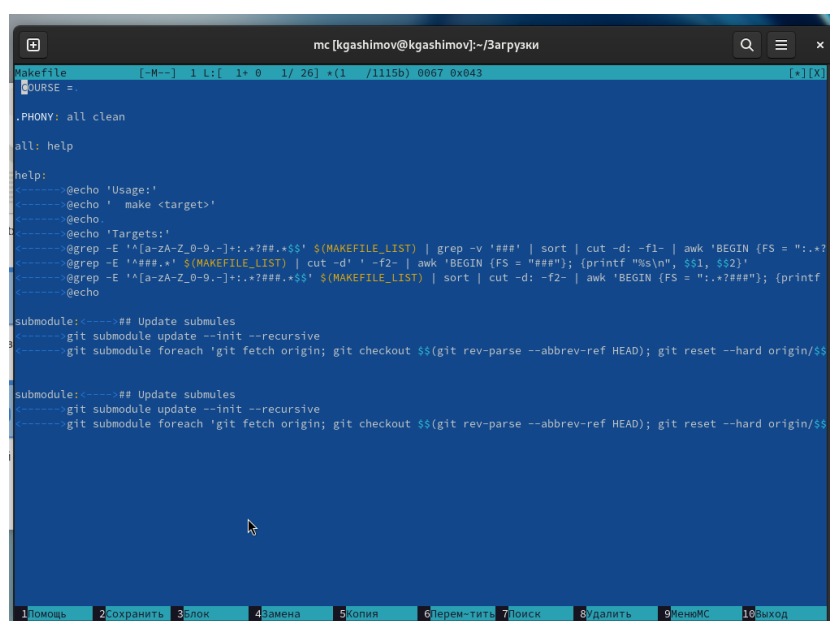 mc [kgashimov@kgashimov]:~/Загрузки
Makefile [-M--] 1 L:[ 1+ 0 1/ 26] *(1 /1115b) 0067 0x043 [*][X]
COURSE =.
.PHONY: all clean
all: help
help:
<------>@echo 'Usage:'
<------>@echo '  make <target>'
<------>@echo.
<------>@echo 'Targets:'
<------>@grep -E '^[a-zA-Z_0-9.-]+:.*?##.*$$' $(MAKEFILE_LIST) | grep -v '###' | sort | cut -d: -f1- | awk 'BEGIN {FS = ":.*?
<------>@grep -E '^###.*' $(MAKEFILE_LIST) | cut -d' ' -f2- | awk 'BEGIN {FS = "###"}; {printf "%s\n", $$1, $$2}'
<------>@grep -E '^[a-zA-Z_0-9.-]+:.*?###.*$$' $(MAKEFILE_LIST) | sort | cut -d: -f2- | awk 'BEGIN {FS = ":.*?###"}; {printf
<------>@echo
submodule:<---->## Update submules
<------>git submodule update --init --recursive
<------>git submodule foreach 'git fetch origin; git checkout $$(git rev-parse --abbrev-ref HEAD); git reset --hard origin/$$
submodule:<---->## Update submules
<------>git submodule update --init --recursive
<------>git submodule foreach 'git fetch origin; git checkout $$(git rev-parse --abbrev-ref HEAD); git reset --hard origin/$$
1Помощь 2Сохранить 3Блок 4Замена 5Копия 6Перем~тить 7Поиск 8Удалить 9МенюMC 10Выход